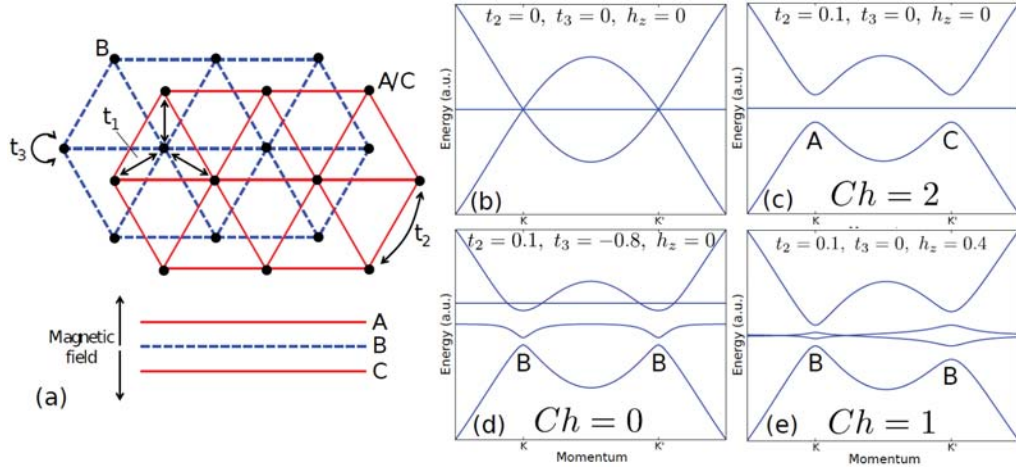 B
A/C
t1
t3
t2
Magnetic
field
A
B
C
(a)
Energy (a.u.)
t2 = 0, t3 = 0, hz = 0
(b)
K
K'
Energy (a.u.)
t2 = 0.1, t3 = 0, hz = 0
A
C
(c)
Ch = 2
K
K'
Energy (a.u.)
t2 = 0.1, t3 = −0.8, hz = 0
B
B
(d)
Ch = 0
K
K'
Momentum
Energy (a.u.)
t2 = 0.1, t3 = 0, hz = 0.4
B
B
(e)
Ch = 1
K
K'
Momentum